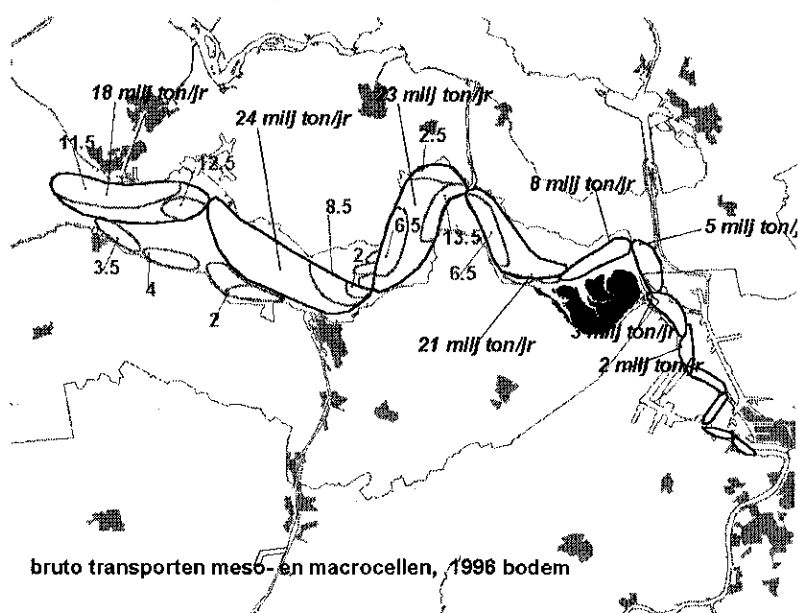 18 milj ton/jr
23 milj ton/jr
24 milj ton/jr
11.5
12.5
2.5
8 milj ton/jr
5 milj ton/j
8.5
6.5
2
13.5
6.5
3.5
4
2
21 milj ton/jr
3 milj ton/jr
2 milj ton/jr
bruto transporten meso- en macrocellen, 1996 bodem